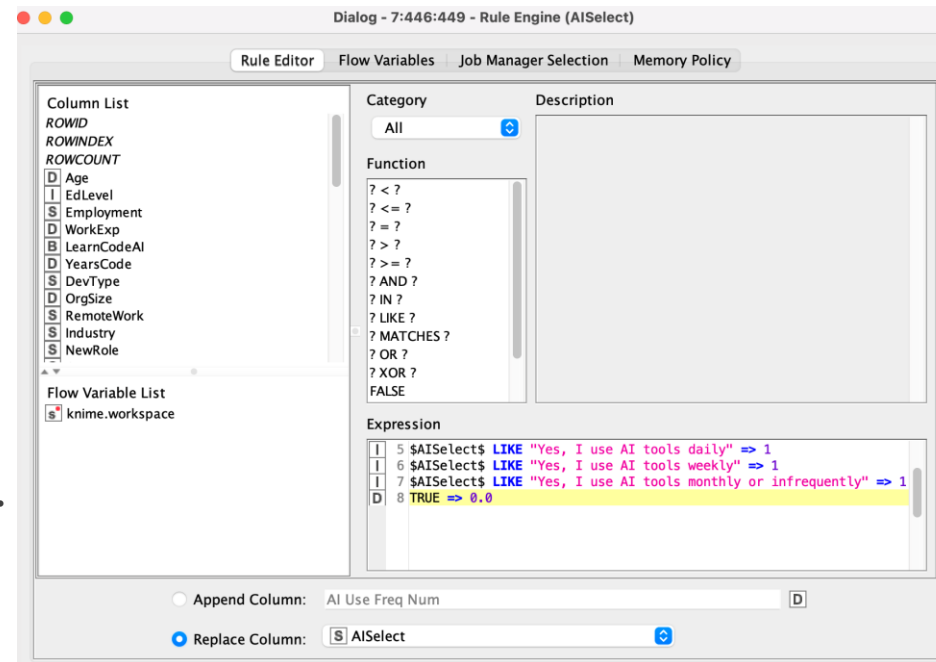 Dialog - 7:446:449 - Rule Engine (AISelect)
Rule Editor Flow Variables Job Manager Selection Memory Policy
Column List
ROWID
ROWINDEX
ROWCOUNT
D Age
I EdLevel
S Employment
D WorkExp
B LearnCodeAI
D YearsCode
S DevType
D OrgSize
S RemoteWork
S Industry
S NewRole
Flow Variable List
s knime.workspace
Category
All
Function
? < ?
? <= ?
? = ?
? > ?
? >= ?
? AND ?
? IN ?
? LIKE ?
? MATCHES ?
? OR ?
? XOR ?
FALSE
Description
Expression
I 5 $AISelect$ LIKE "Yes, I use AI tools daily" => 1
I 6 $AISelect$ LIKE "Yes, I use AI tools weekly" => 1
I 7 $AISelect$ LIKE "Yes, I use AI tools monthly or infrequently" => 1
D 8 TRUE => 0.0
Append Column: AI Use Freq Num D
Replace Column: S AISelect